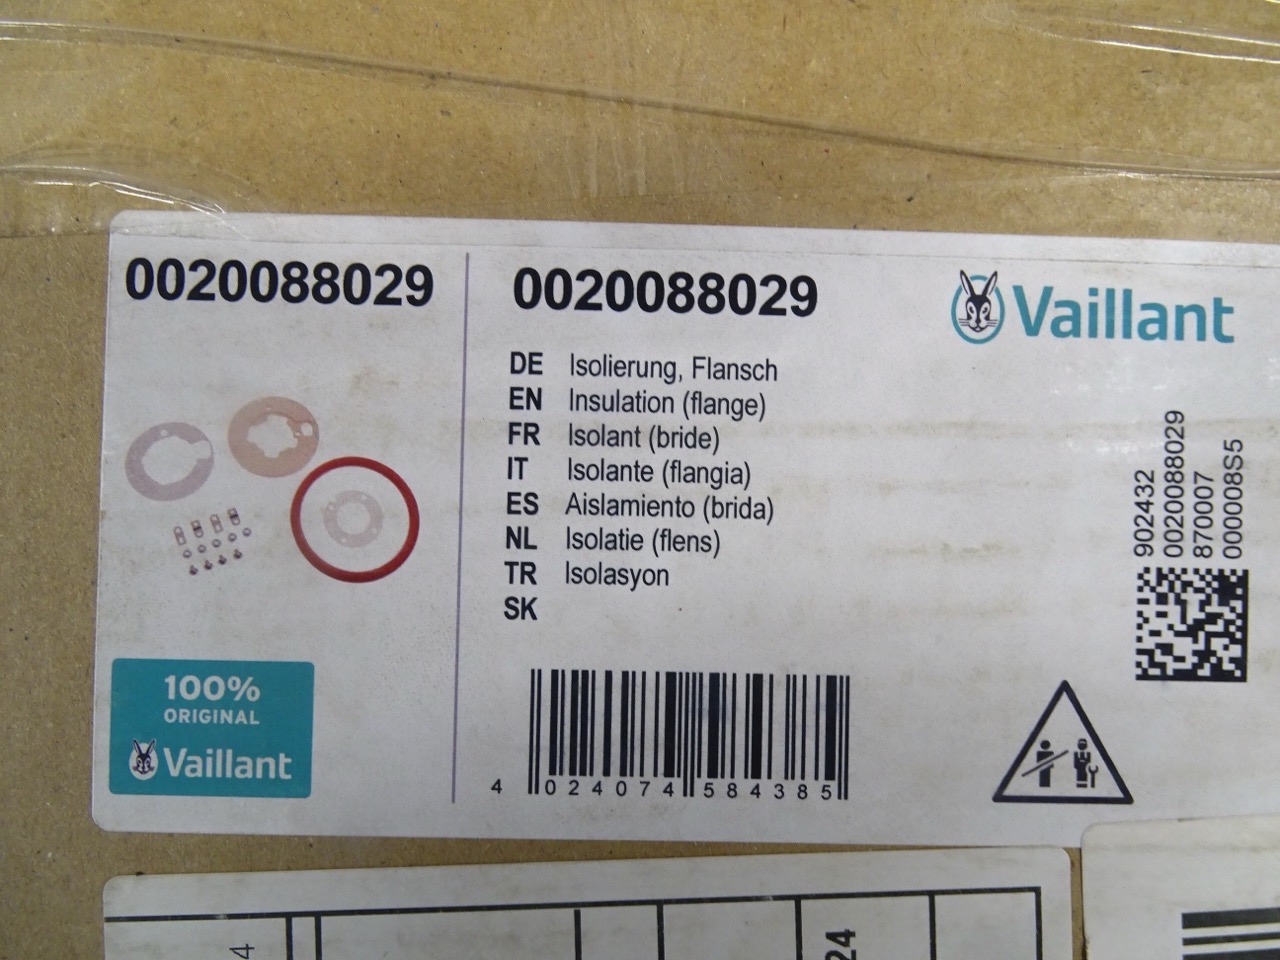 0020088029
100%
ORIGINAL
Vaillant
0020088029
Vaillant
DE Isolierung, Flansch
EN Insulation (flange)
FR Isolant (bride)
IT Isolante (flangia)
ES Aislamiento (brida)
NL Isolatie (flens)
TR Isolasyon
SK
4 024074 584385
902432
0020088029
870007
000008S5
4
24